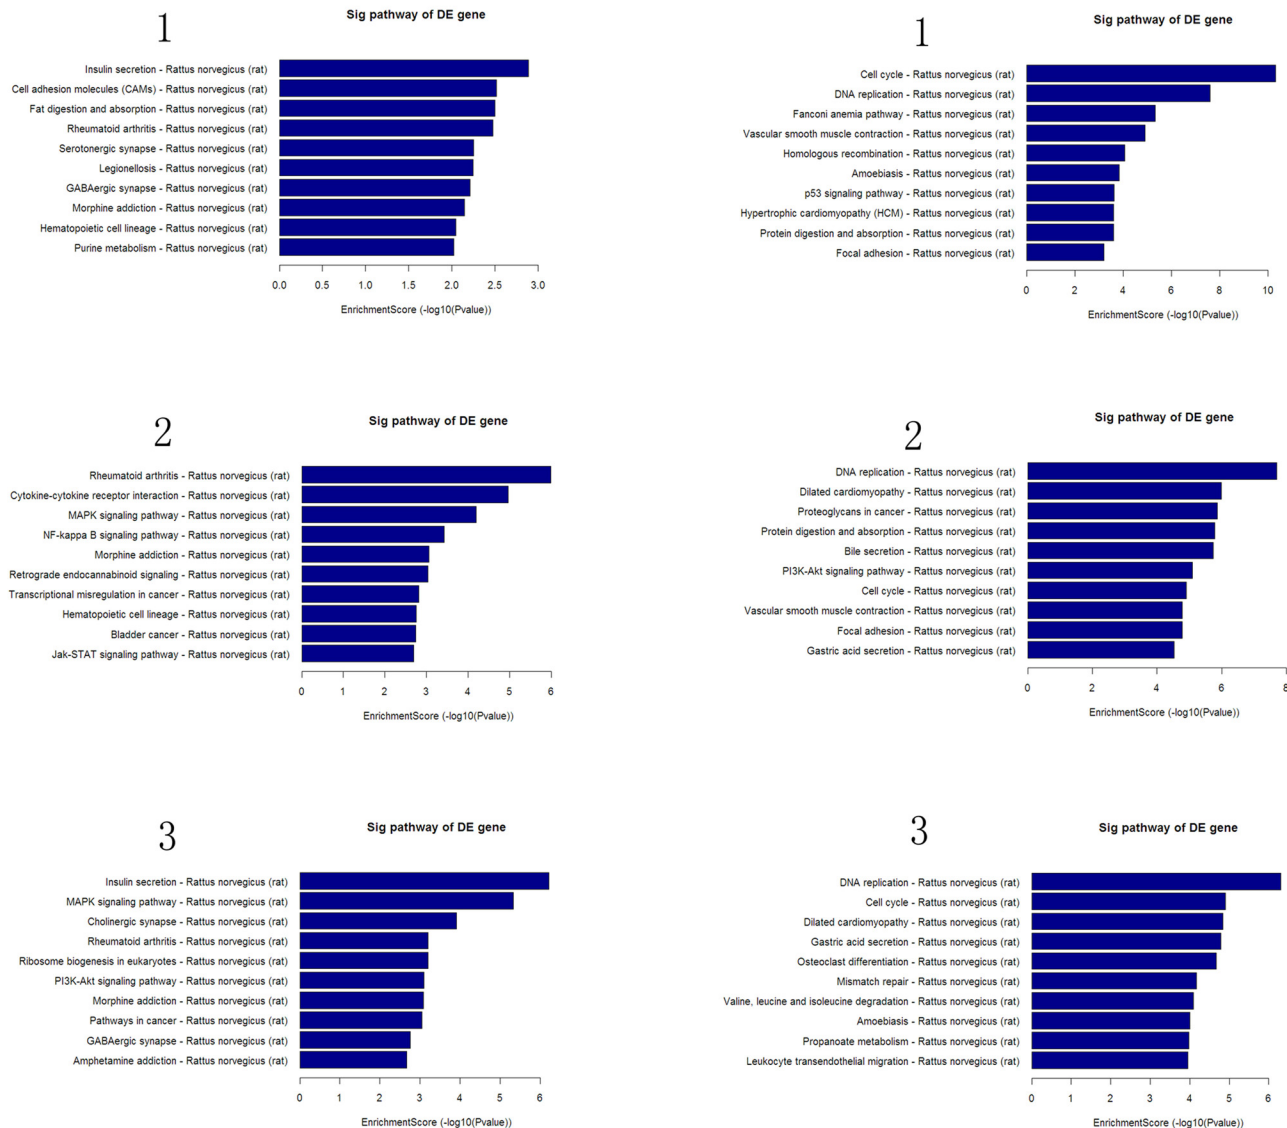 1
Sig pathway of DE gene
Insulin secretion - Rattus norvegicus (rat)
Cell adhesion molecules (CAMs) - Rattus norvegicus (rat)
Fat digestion and absorption - Rattus norvegicus (rat)
Rheumatoid arthritis - Rattus norvegicus (rat)
Serotonergic synapse - Rattus norvegicus (rat)
Legionellosis - Rattus norvegicus (rat)
GABAergic synapse - Rattus norvegicus (rat)
Morphine addiction - Rattus norvegicus (rat)
Hematopoietic cell lineage - Rattus norvegicus (rat)
Purine metabolism - Rattus norvegicus (rat)
0.0 0.5 1.0 1.5 2.0 2.5 3.0
EnrichmentScore (-log10(Pvalue))
1
Sig pathway of DE gene
Cell cycle - Rattus norvegicus (rat)
DNA replication - Rattus norvegicus (rat)
Fanconi anemia pathway - Rattus norvegicus (rat)
Vascular smooth muscle contraction - Rattus norvegicus (rat)
Homologous recombination - Rattus norvegicus (rat)
Amoebiasis - Rattus norvegicus (rat)
p53 signaling pathway - Rattus norvegicus (rat)
Hypertrophic cardiomyopathy (HCM) - Rattus norvegicus (rat)
Protein digestion and absorption - Rattus norvegicus (rat)
Focal adhesion - Rattus norvegicus (rat)
0 2 4 6 8 10
EnrichmentScore (-log10(Pvalue))
2
Sig pathway of DE gene
Rheumatoid arthritis - Rattus norvegicus (rat)
Cytokine-cytokine receptor interaction - Rattus norvegicus (rat)
MAPK signaling pathway - Rattus norvegicus (rat)
NF-kappa B signaling pathway - Rattus norvegicus (rat)
Morphine addiction - Rattus norvegicus (rat)
Retrograde endocannabinoid signaling - Rattus norvegicus (rat)
Transcriptional misregulation in cancer - Rattus norvegicus (rat)
Hematopoietic cell lineage - Rattus norvegicus (rat)
Bladder cancer - Rattus norvegicus (rat)
Jak-STAT signaling pathway - Rattus norvegicus (rat)
0 1 2 3 4 5 6
EnrichmentScore (-log10(Pvalue))
2
Sig pathway of DE gene
DNA replication - Rattus norvegicus (rat)
Dilated cardiomyopathy - Rattus norvegicus (rat)
Proteoglycans in cancer - Rattus norvegicus (rat)
Protein digestion and absorption - Rattus norvegicus (rat)
Bile secretion - Rattus norvegicus (rat)
PI3K-Akt signaling pathway - Rattus norvegicus (rat)
Cell cycle - Rattus norvegicus (rat)
Vascular smooth muscle contraction - Rattus norvegicus (rat)
Focal adhesion - Rattus norvegicus (rat)
Gastric acid secretion - Rattus norvegicus (rat)
0 2 4 6 8
EnrichmentScore (-log10(Pvalue))
3
Sig pathway of DE gene
Insulin secretion - Rattus norvegicus (rat)
MAPK signaling pathway - Rattus norvegicus (rat)
Cholinergic synapse - Rattus norvegicus (rat)
Rheumatoid arthritis - Rattus norvegicus (rat)
Ribosome biogenesis in eukaryotes - Rattus norvegicus (rat)
PI3K-Akt signaling pathway - Rattus norvegicus (rat)
Morphine addiction - Rattus norvegicus (rat)
Pathways in cancer - Rattus norvegicus (rat)
GABAergic synapse - Rattus norvegicus (rat)
Amphetamine addiction - Rattus norvegicus (rat)
0 1 2 3 4 5 6
EnrichmentScore (-log10(Pvalue))
3
Sig pathway of DE gene
DNA replication - Rattus norvegicus (rat)
Cell cycle - Rattus norvegicus (rat)
Dilated cardiomyopathy - Rattus norvegicus (rat)
Gastric acid secretion - Rattus norvegicus (rat)
Osteoclast differentiation - Rattus norvegicus (rat)
Mismatch repair - Rattus norvegicus (rat)
Valine, leucine and isoleucine degradation - Rattus norvegicus (rat)
Amoebiasis - Rattus norvegicus (rat)
Propanoate metabolism - Rattus norvegicus (rat)
Leukocyte transendothelial migration - Rattus norvegicus (rat)
0 1 2 3 4 5 6
EnrichmentScore (-log10(Pvalue))